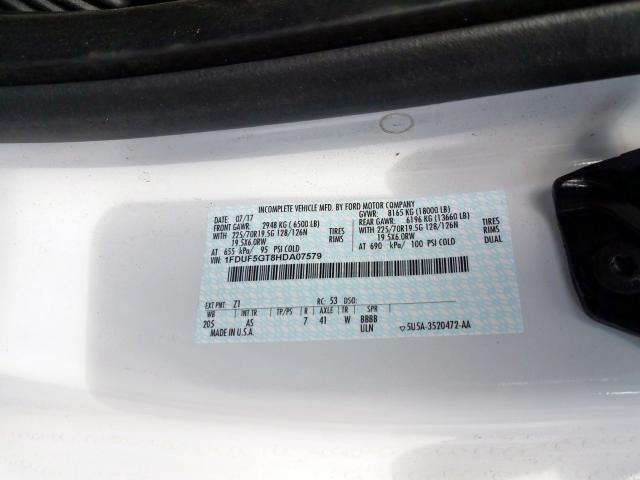 INCOMPLETE VEHICLE MFD. BY FORD MOTOR COMPANY
DATE: 07/17 GVWR: 8165 KG (18000 LB)
FRONT GAWR: 2948 KG ( 6500 LB) REAR GAWR: 6196 KG (13660 LB)
WITH 225/70R19.5G 128/126N TIRES WITH 225/70R19.5G 128/126N TIRES
19.5X6.0RW RIMS 19.5X6.0RW RIMS
AT 655 kPa/ 95 PSI COLD AT 690 kPa/ 100 PSI COLD DUAL
VIN: 1FDUF5GT8HDA07579
EXT PNT: Z1 RC: 53 DSO:
WB INT TR TP/PS R AXLE TR SPR
205 AS 7 41 W BBBB
MADE IN U.S.A. ULN ▽5U5A-3520472-AA